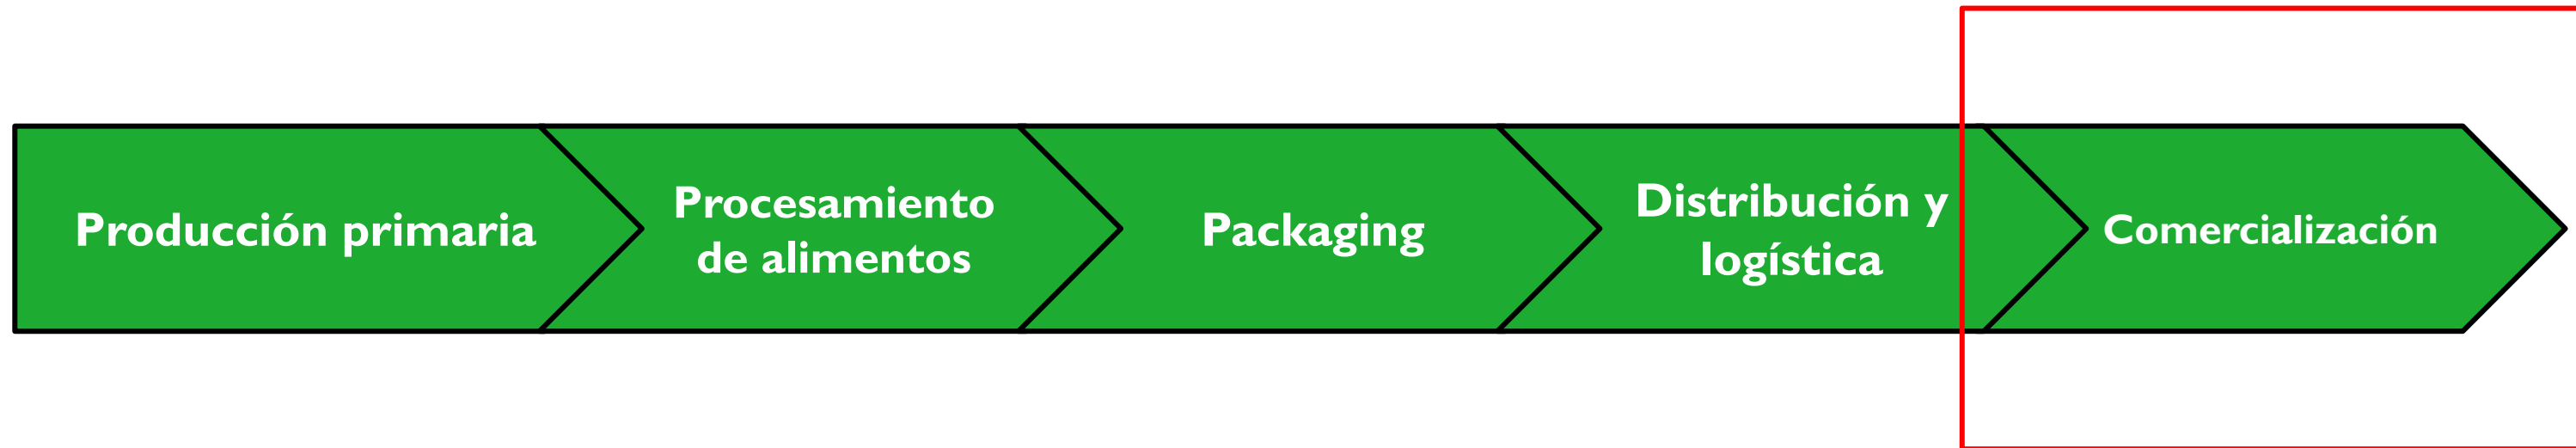 Producción primaria
Procesamiento
de alimentos
Packaging
Distribución y
logística
Comercialización